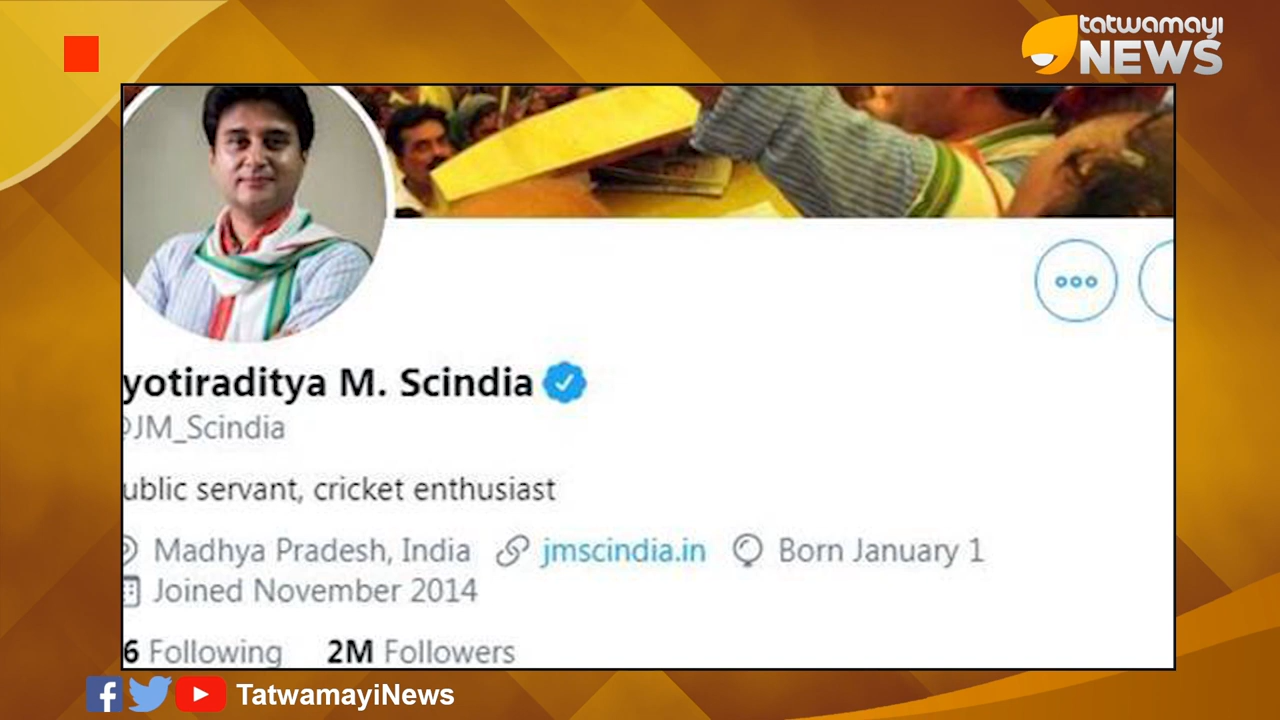 tatwamayi
NEWS
yotiraditya M. Scindia
@JM_Scindia
ublic servant, cricket enthusiast
Madhya Pradesh, India jmscindia.in Born January 1
Joined November 2014
6 Following 2M Followers
TatwamayiNews